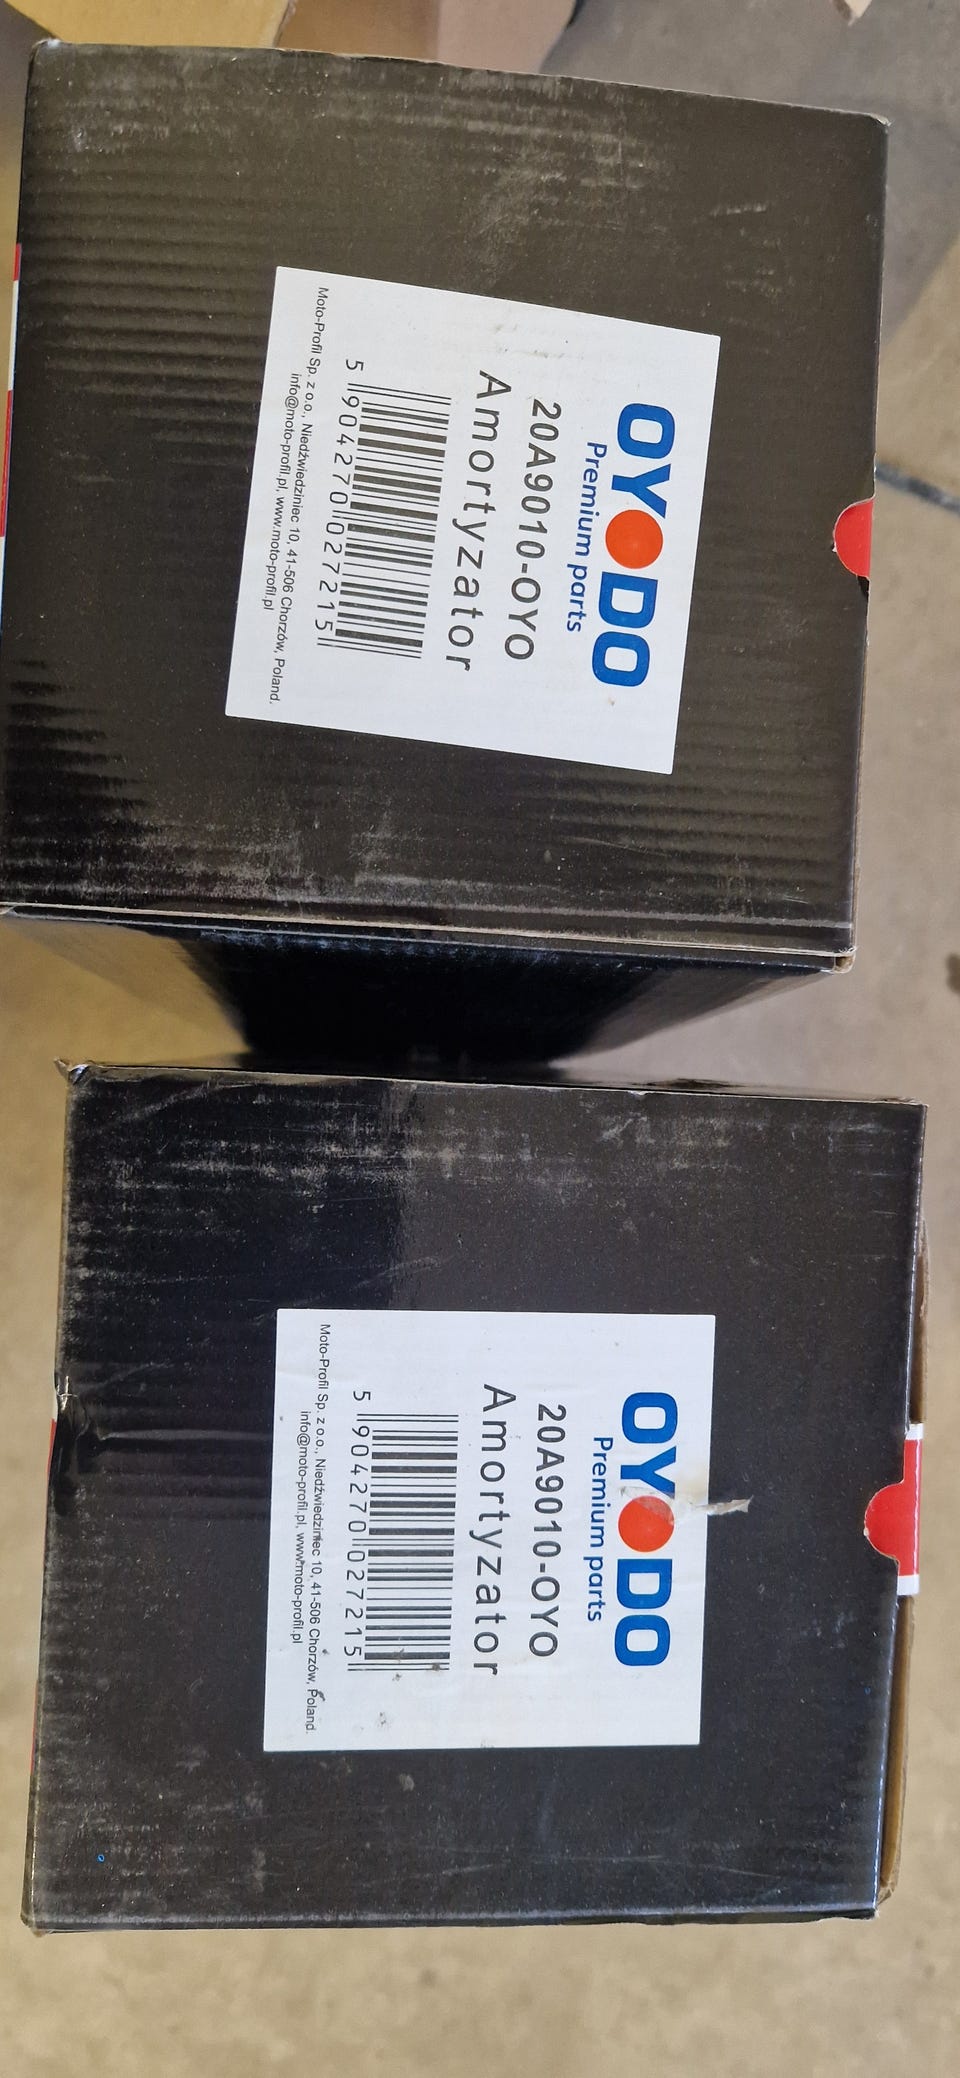 OYODO
Premium parts
20A9010-OYO
Amortyzator
5 904270 027215
Moto-Profil Sp. z o.o., Niedźwiedziniec 10, 41-506 Chorzów, Poland.
info@moto-profil.pl, www.moto-profil.pl
OYODO
Premium parts
20A9010-OYO
Amortyzator
5 904270 027215
Moto-Profil Sp. z o.o., Niedźwiedziniec 10, 41-506 Chorzów, Poland.
info@moto-profil.pl, www.moto-profil.pl